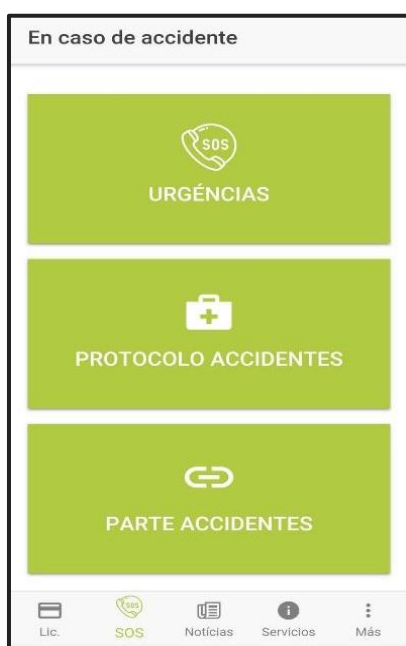 En caso de accidente
SOS
URGÉNCIAS
PROTOCOLO ACCIDENTES
PARTE ACCIDENTES
SOS
Lic.
SOS
Notícias
Servicios
Más